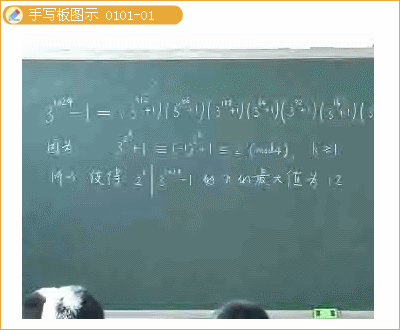 手写板图示 0101-01
3^1024 - 1 = (3^512+1)(3^256+1)(3^128+1)(3^64+1)(3^32+1)(3^16+1)(3
因为 3^{2^k}+1 ≡ (-1)^{2^k}+1 ≡ 2 (mod4), k≥1
所以 使得 2^n | 3^1024 - 1 的 n 的最大值为 12